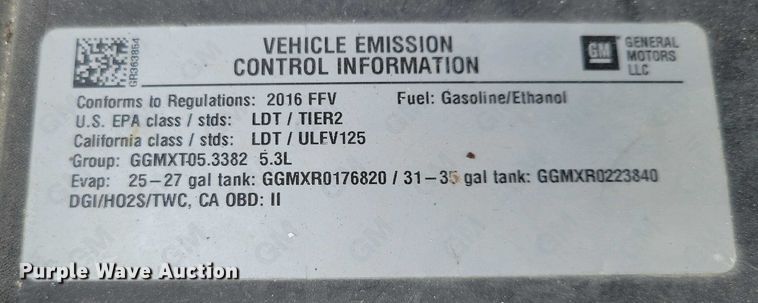 VEHICLE EMISSION
CONTROL INFORMATION
GM
GENERAL
MOTORS
LLC
GR363854
Conforms to Regulations: 2016 FFV Fuel: Gasoline/Ethanol
U.S. EPA class / stds: LDT / TIER2
California class / stds: LDT / ULEV125
Group: GGMXT05.3382 5.3L
Evap: 25-27 gal tank: GGMXR0176820 / 31-35 gal tank: GGMXR0223840
DGI/HO2S/TWC, CA OBD: II
Purple Wave Auction